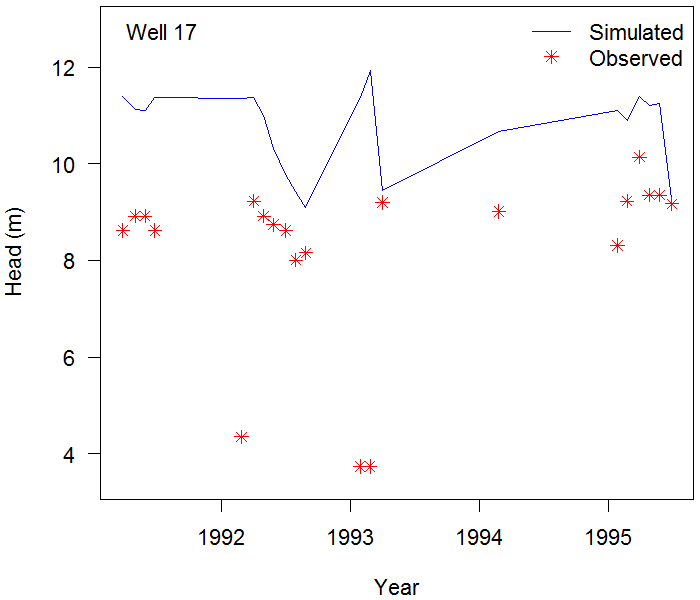 Well 17
Simulated
Observed
12
10
8
6
4
Head (m)
1992 1993 1994 1995
Year